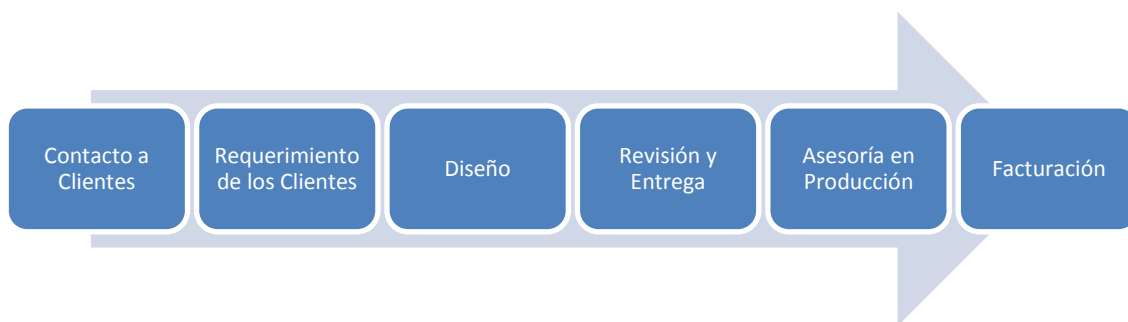 Contacto a
Clientes
Requerimiento
de los Clientes
Diseño
Revisión y
Entrega
Asesoría en
Producción
Facturación